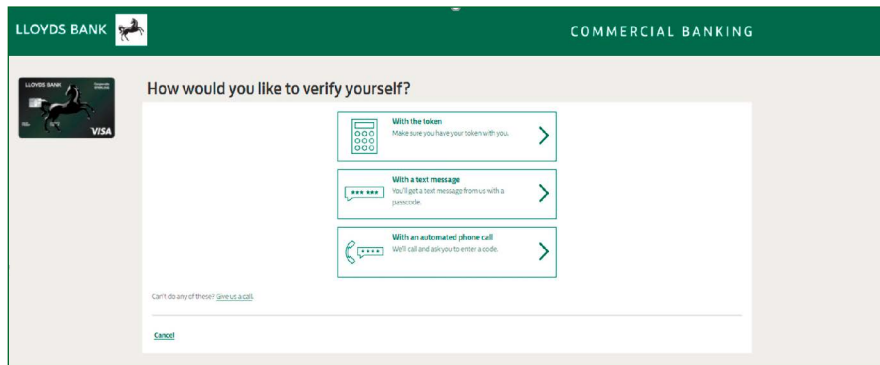 LLOYDS BANK
COMMERCIAL BANKING
LLOYDS BANK
VISA
How would you like to verify yourself?
With the token
Make sure you have your token with you.
With a text message
You'll get a text message from us with a
passcode.
With an automated phone call
We'll call and ask you to enter a code.
Can't do any of these? Give us a call.
Cancel